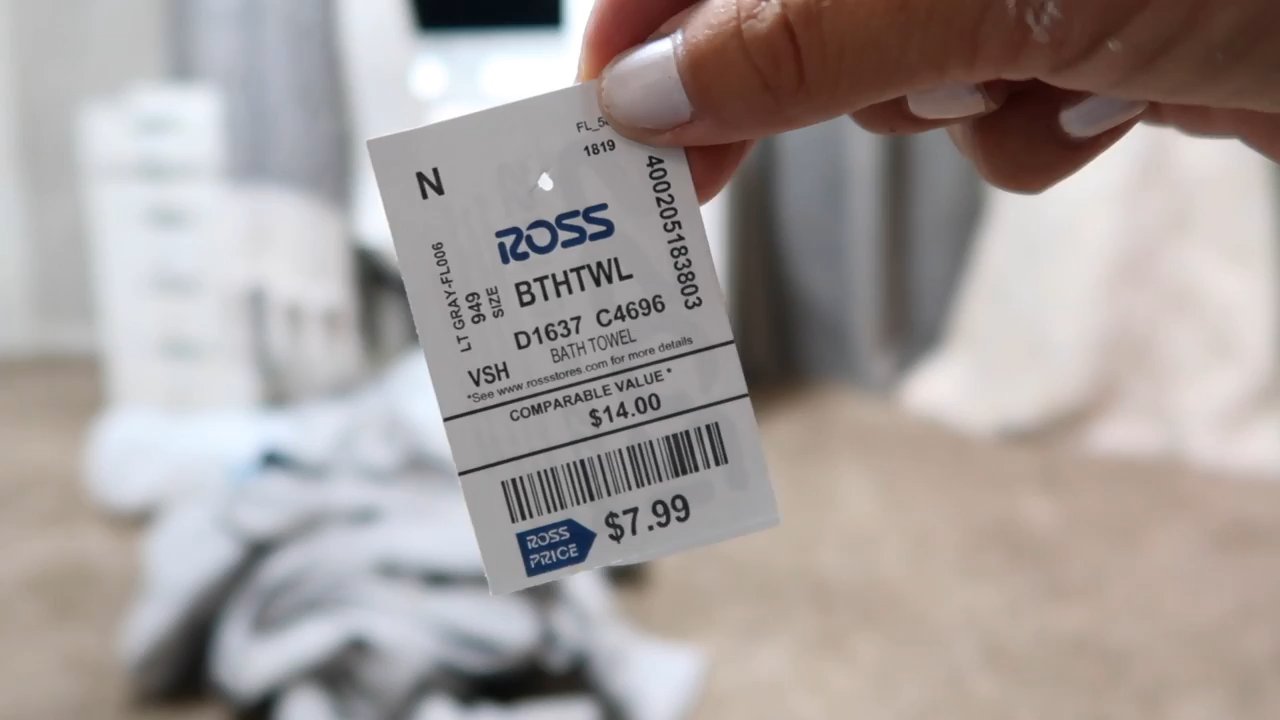 1819
N
400205183803
ROSS
LT GRAY-FL006
949
SIZE
BTHTWL
D1637 C4696
BATH TOWEL
VSH
*See www.rossstores.com for more details
COMPARABLE VALUE *
$14.00
ROSS
PRICE
$7.99